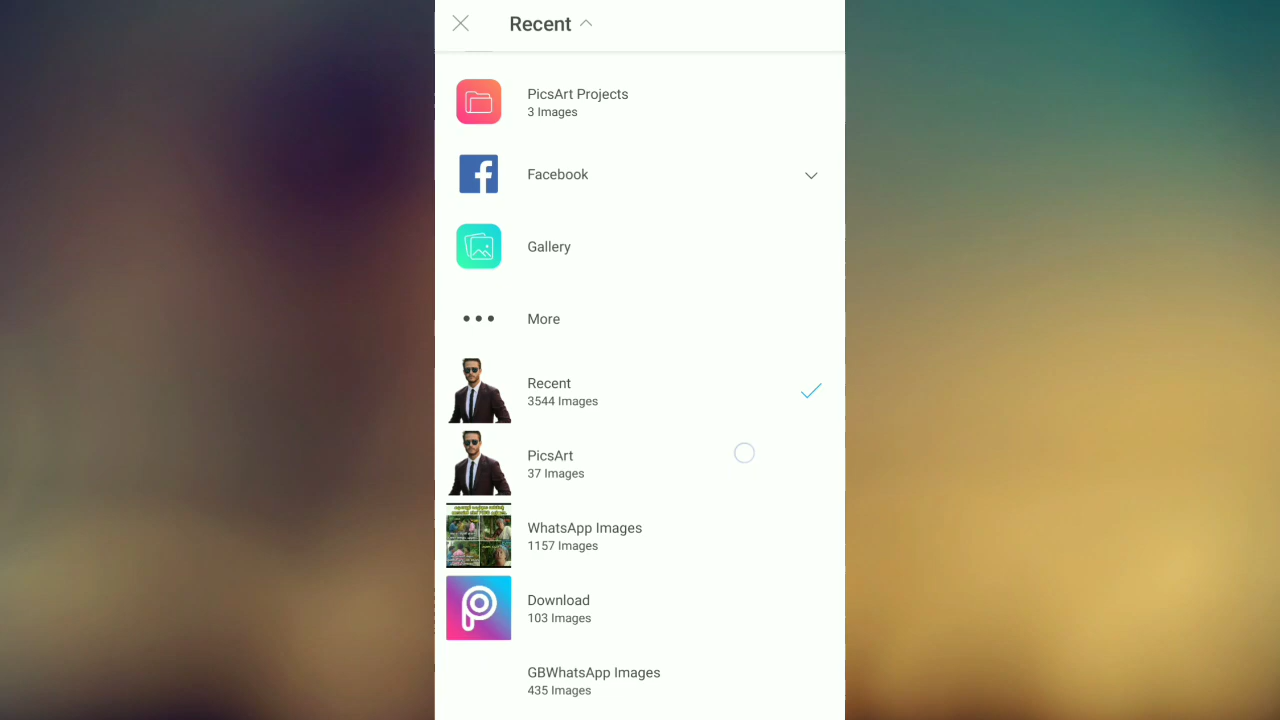 Recent
PicsArt Projects
3 Images
Facebook
Gallery
More
Recent
3544 Images
PicsArt
37 Images
WhatsApp Images
1157 Images
Download
103 Images
GBWhatsApp Images
435 Images